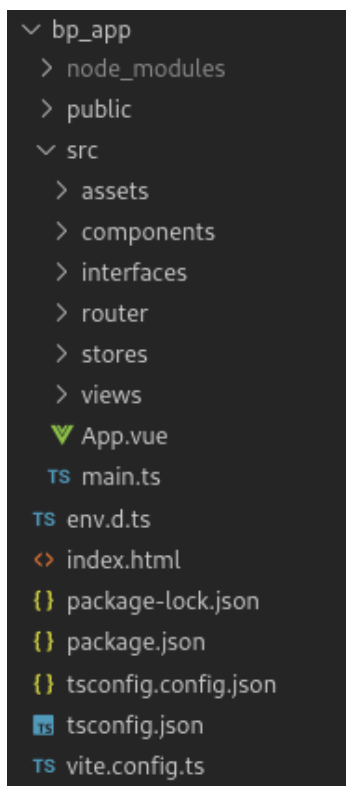 bp_app
node_modules
public
src
assets
components
interfaces
router
stores
views
App.vue
TS main.ts
TS env.d.ts
<> index.html
{} package-lock.json
{} package.json
{} tsconfig.config.json
TS tsconfig.json
TS vite.config.ts